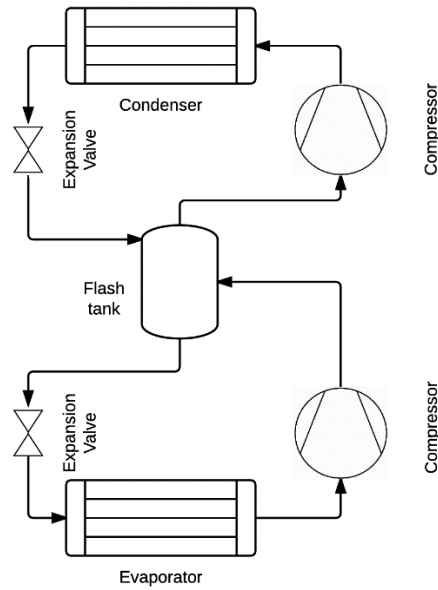 Condenser
Compressor
Expansion
Valve
Flash
tank
Expansion
Valve
Compressor
Evaporator